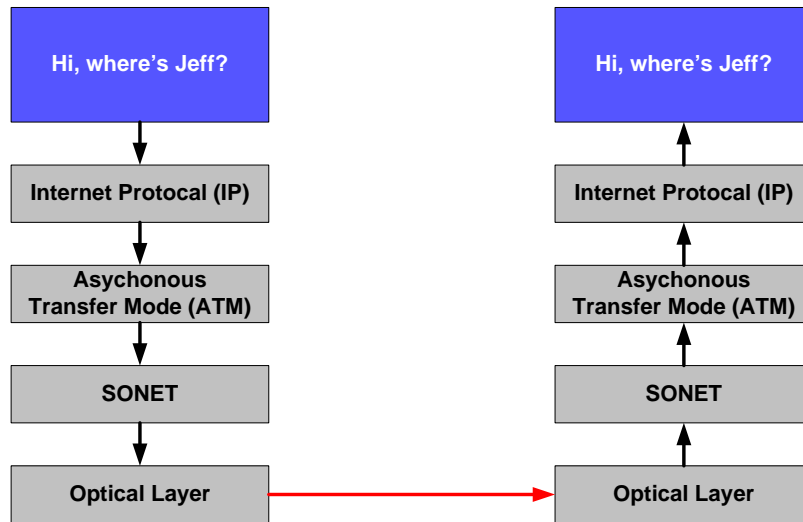 Hi, where's Jeff?
Internet Protocal (IP)
Asychonous
Transfer Mode (ATM)
SONET
Optical Layer
Hi, where's Jeff?
Internet Protocal (IP)
Asychonous
Transfer Mode (ATM)
SONET
Optical Layer